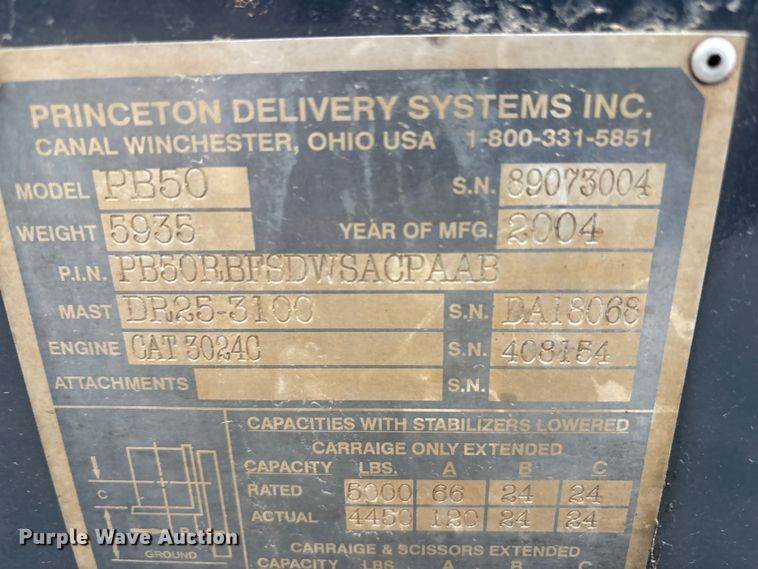 PRINCETON DELIVERY SYSTEMS INC.
CANAL WINCHESTER, OHIO USA 1-800-331-5851
MODEL PB50 S.N. 89073004
WEIGHT 5935 YEAR OF MFG. 2004
P.I.N. PB50RBFSDWSACPAAB
MAST DR25-3100 S.N. DA18068
ENGINE CAT 3024C S.N. 408154
ATTACHMENTS S.N.
CAPACITIES WITH STABILIZERS LOWERED
CARRAIGE ONLY EXTENDED
CAPACITY LBS. A B C
RATED 5000 66 24 24
ACTUAL 4450 120 24 24
CARRAIGE & SCISSORS EXTENDED
CAPACITY LBS A B C
C
B
GROUND
Purple Wave Auction